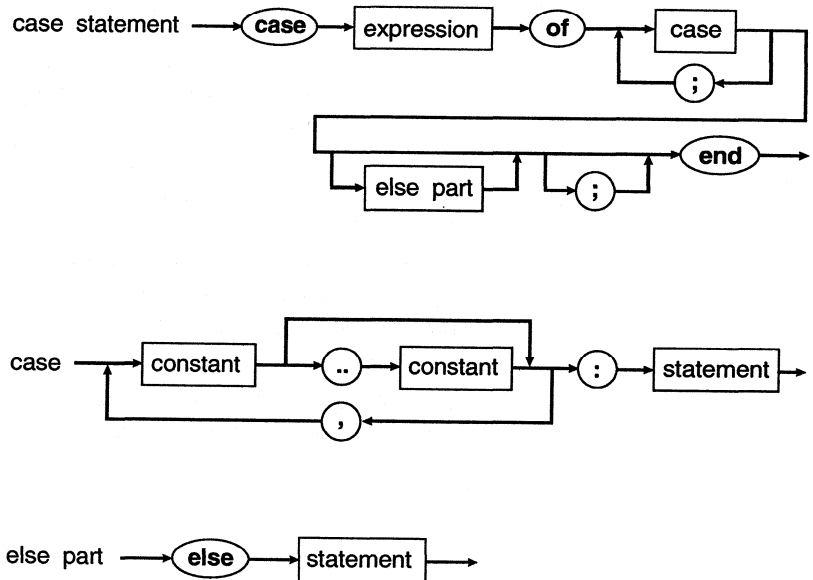 case statement case expression of case
;
else part ; end
case constant .. constant : statement
,
else part else statement